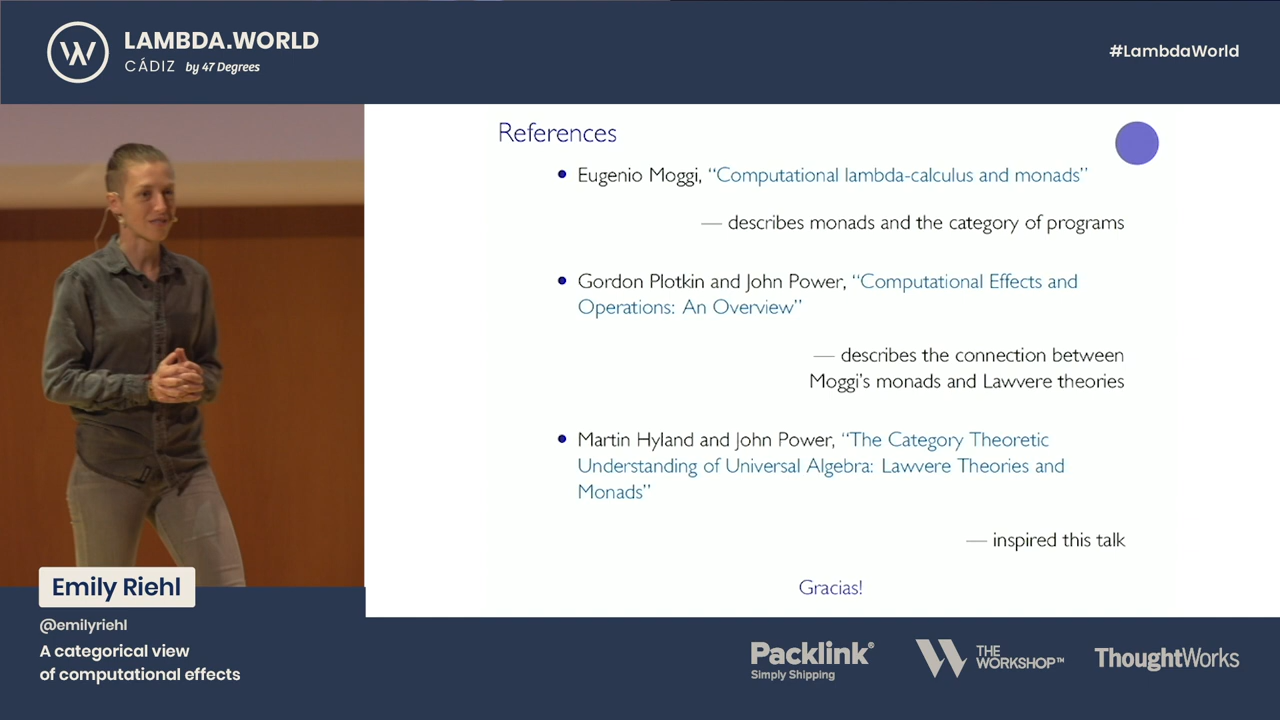 LAMBDA.WORLD
CÁDIZ by 47 Degrees
#LambdaWorld
References
• Eugenio Moggi, “Computational lambda-calculus and monads”
— describes monads and the category of programs
• Gordon Plotkin and John Power, “Computational Effects and
Operations: An Overview”
— describes the connection between
Moggi’s monads and Lawvere theories
• Martin Hyland and John Power, “The Category Theoretic
Understanding of Universal Algebra: Lawvere Theories and
Monads”
— inspired this talk
Gracias!
Emily Riehl
@emilyriehl
A categorical view
of computational effects
Packlink®
Simply Shipping
THE
WORKSHOP™
ThoughtWorks